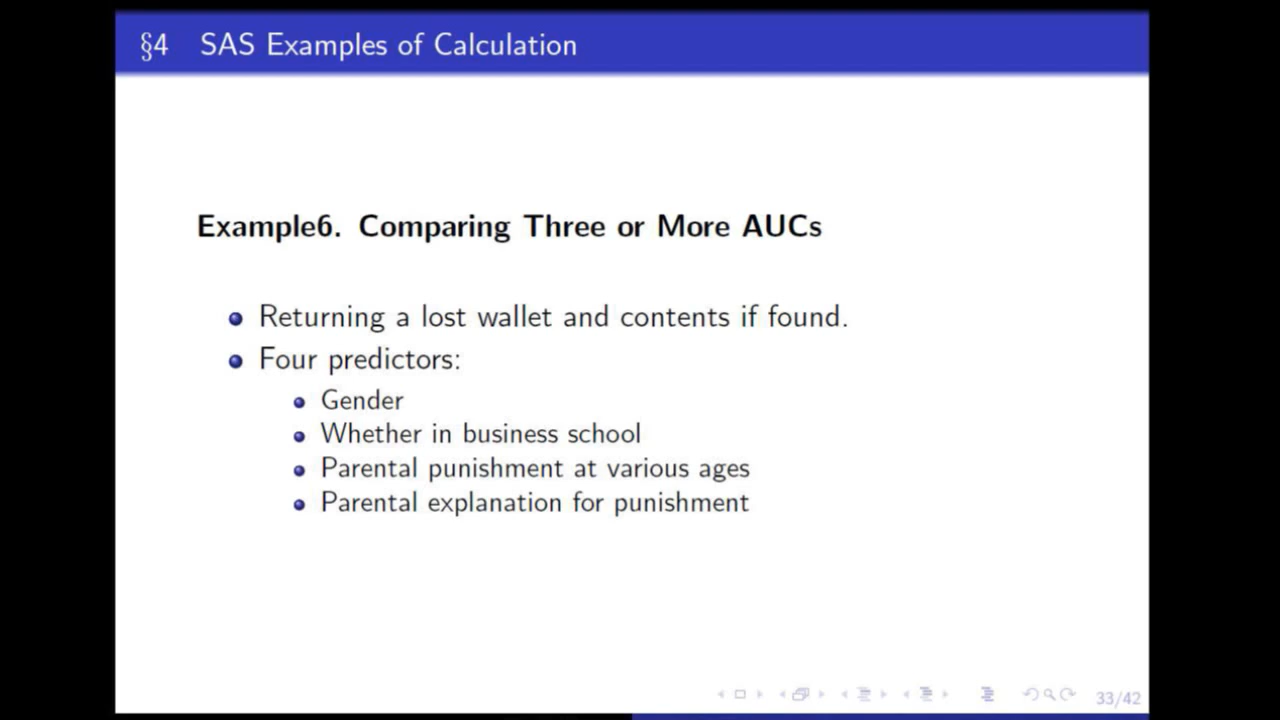 §4 SAS Examples of Calculation
Example6. Comparing Three or More AUCs
Returning a lost wallet and contents if found.
Four predictors:
Gender
Whether in business school
Parental punishment at various ages
Parental explanation for punishment
33/42